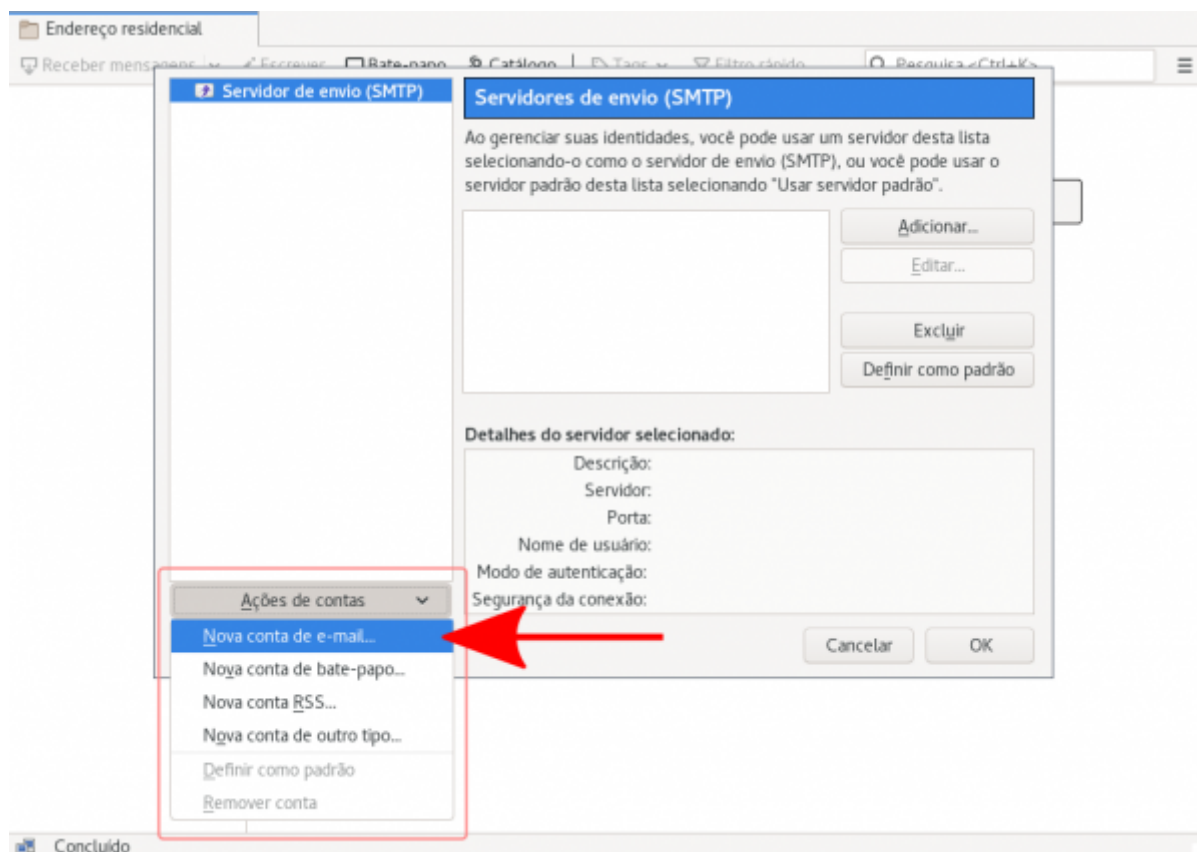 Endereço residencial
Receber mensagens Escrever Bate-papo Catálogo Tags Filtro rápido Pesquisa <Ctrl+K>
Servidor de envio (SMTP)
Servidores de envio (SMTP)
Ao gerenciar suas identidades, você pode usar um servidor desta lista
selecionando-o como o servidor de envio (SMTP), ou você pode usar o
servidor padrão desta lista selecionando "Usar servidor padrão".
Adicionar...
Editar...
Excluir
Definir como padrão
Detalhes do servidor selecionado:
Descrição:
Servidor:
Porta:
Nome de usuário:
Modo de autenticação:
Segurança da conexão:
Cancelar OK
Ações de contas
Nova conta de e-mail...
Nova conta de bate-papo...
Nova conta RSS...
Nova conta de outro tipo...
Definir como padrão
Remover conta
Concluído